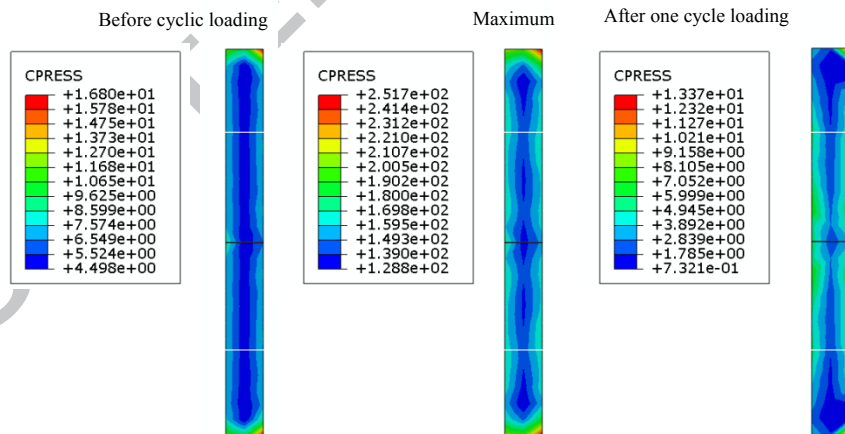 Before cyclic loading
Maximum
After one cycle loading
CPRESS
+1.680e+01
+1.578e+01
+1.475e+01
+1.373e+01
+1.270e+01
+1.168e+01
+1.065e+01
+9.625e+00
+8.599e+00
+7.574e+00
+6.549e+00
+5.524e+00
+4.498e+00
CPRESS
+2.517e+02
+2.414e+02
+2.312e+02
+2.210e+02
+2.107e+02
+2.005e+02
+1.902e+02
+1.800e+02
+1.698e+02
+1.595e+02
+1.493e+02
+1.390e+02
+1.288e+02
CPRESS
+1.337e+01
+1.232e+01
+1.127e+01
+1.021e+01
+9.158e+00
+8.105e+00
+7.052e+00
+5.999e+00
+4.945e+00
+3.892e+00
+2.839e+00
+1.785e+00
+7.321e-01